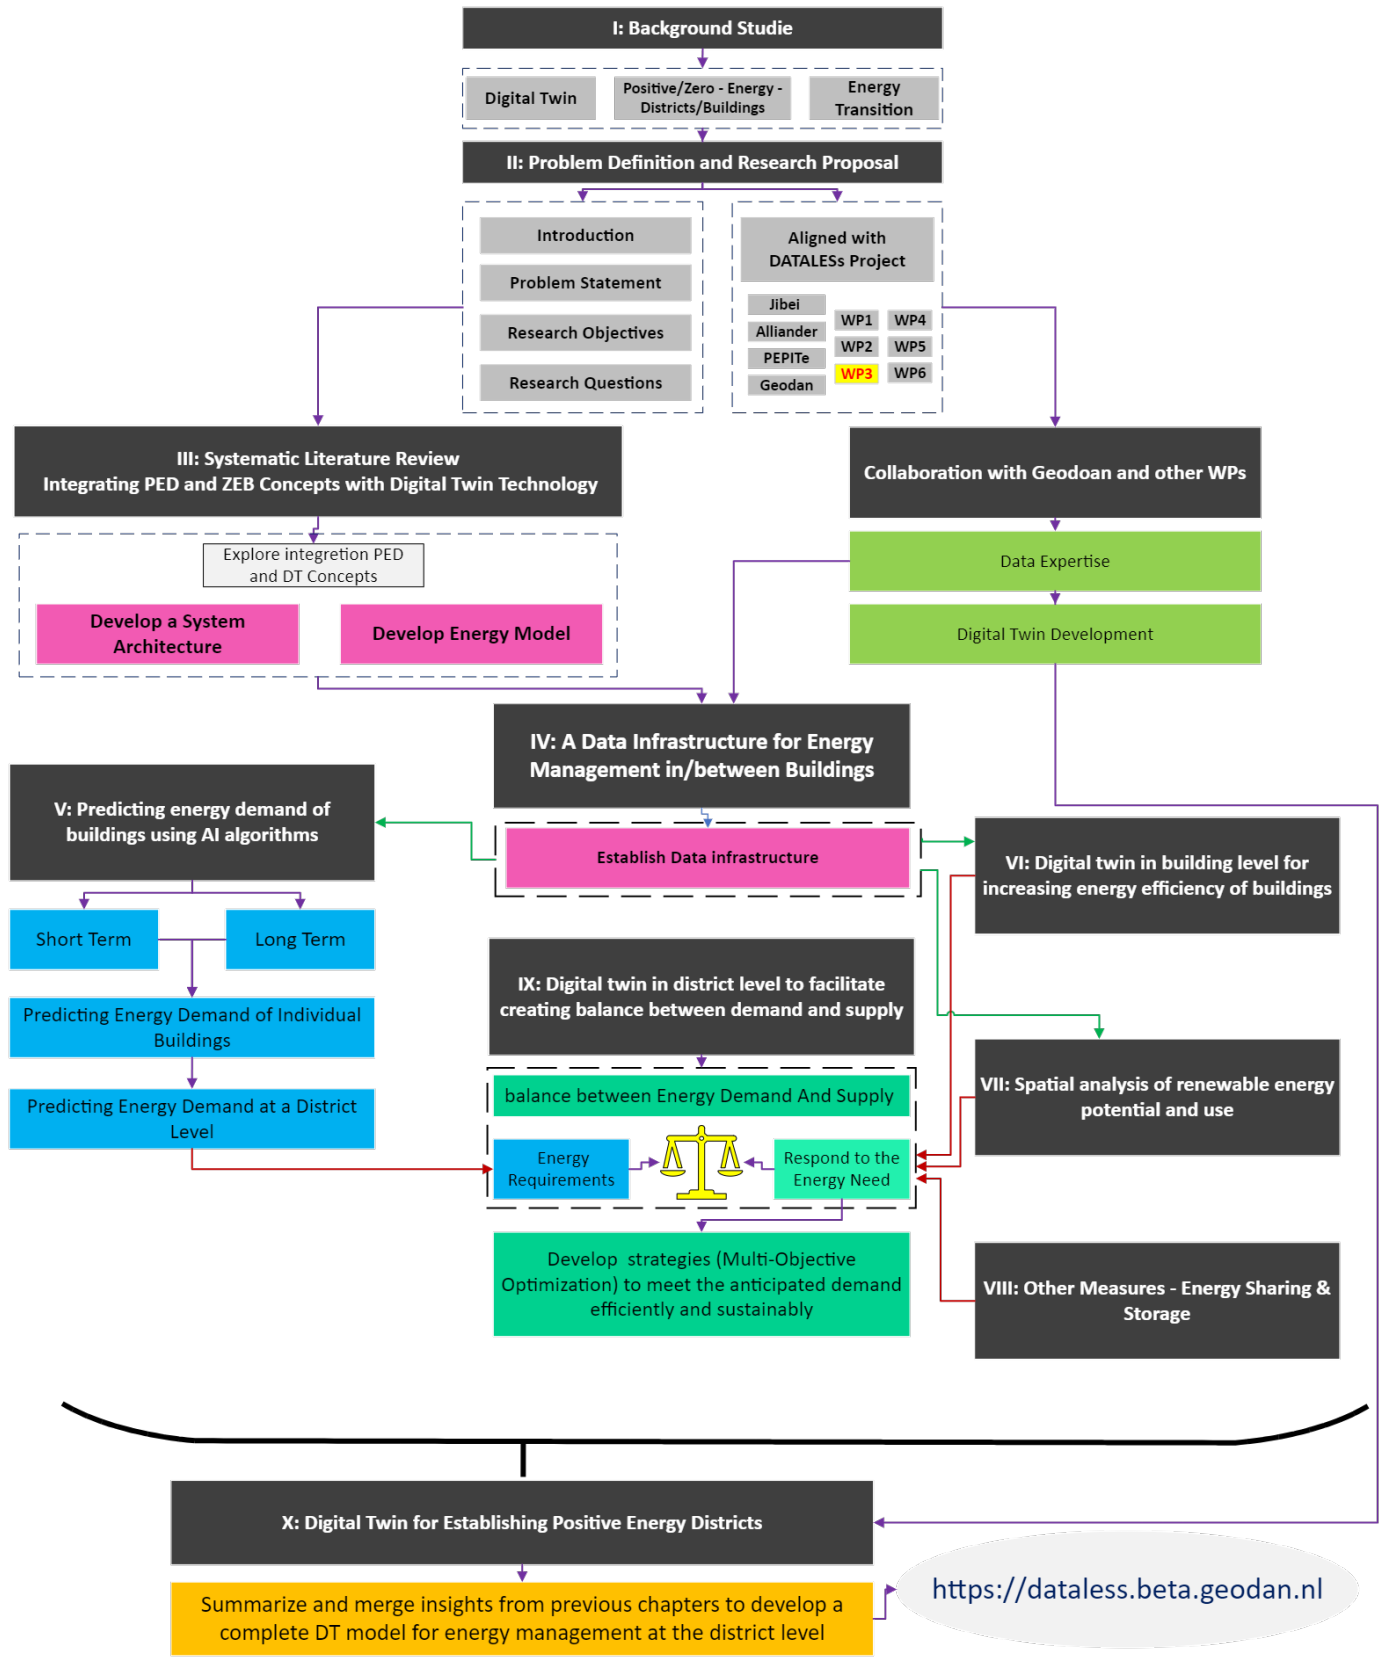 I: Background Studie
Digital Twin
Positive/Zero - Energy -
Districts/Buildings
Energy
Transition
II: Problem Definition and Research Proposal
Introduction
Problem Statement
Research Objectives
Research Questions
Aligned with
DATALESs Project
Jibei
Alliander
PEPITe
Geodan
WP1
WP2
WP3
WP4
WP5
WP6
III: Systematic Literature Review
Integrating PED and ZEB Concepts with Digital Twin Technology
Explore integretion PED
and DT Concepts
Develop a System
Architecture
Develop Energy Model
Collaboration with Geodoan and other WPs
Data Expertise
Digital Twin Development
IV: A Data Infrastructure for Energy
Management in/between Buildings
Establish Data infrastructure
V: Predicting energy demand of
buildings using AI algorithms
Short Term
Long Term
Predicting Energy Demand of Individual
Buildings
Predicting Energy Demand at a District
Level
VI: Digital twin in building level for
increasing energy efficiency of buildings
VII: Spatial analysis of renewable energy
potential and use
VIII: Other Measures - Energy Sharing &
Storage
IX: Digital twin in district level to facilitate
creating balance between demand and supply
balance between Energy Demand And Supply
Energy
Requirements
Respond to the
Energy Need
Develop strategies (Multi-Objective
Optimization) to meet the anticipated demand
efficiently and sustainably
X: Digital Twin for Establishing Positive Energy Districts
Summarize and merge insights from previous chapters to develop a
complete DT model for energy management at the district level
https://dataless.beta.geodan.nl